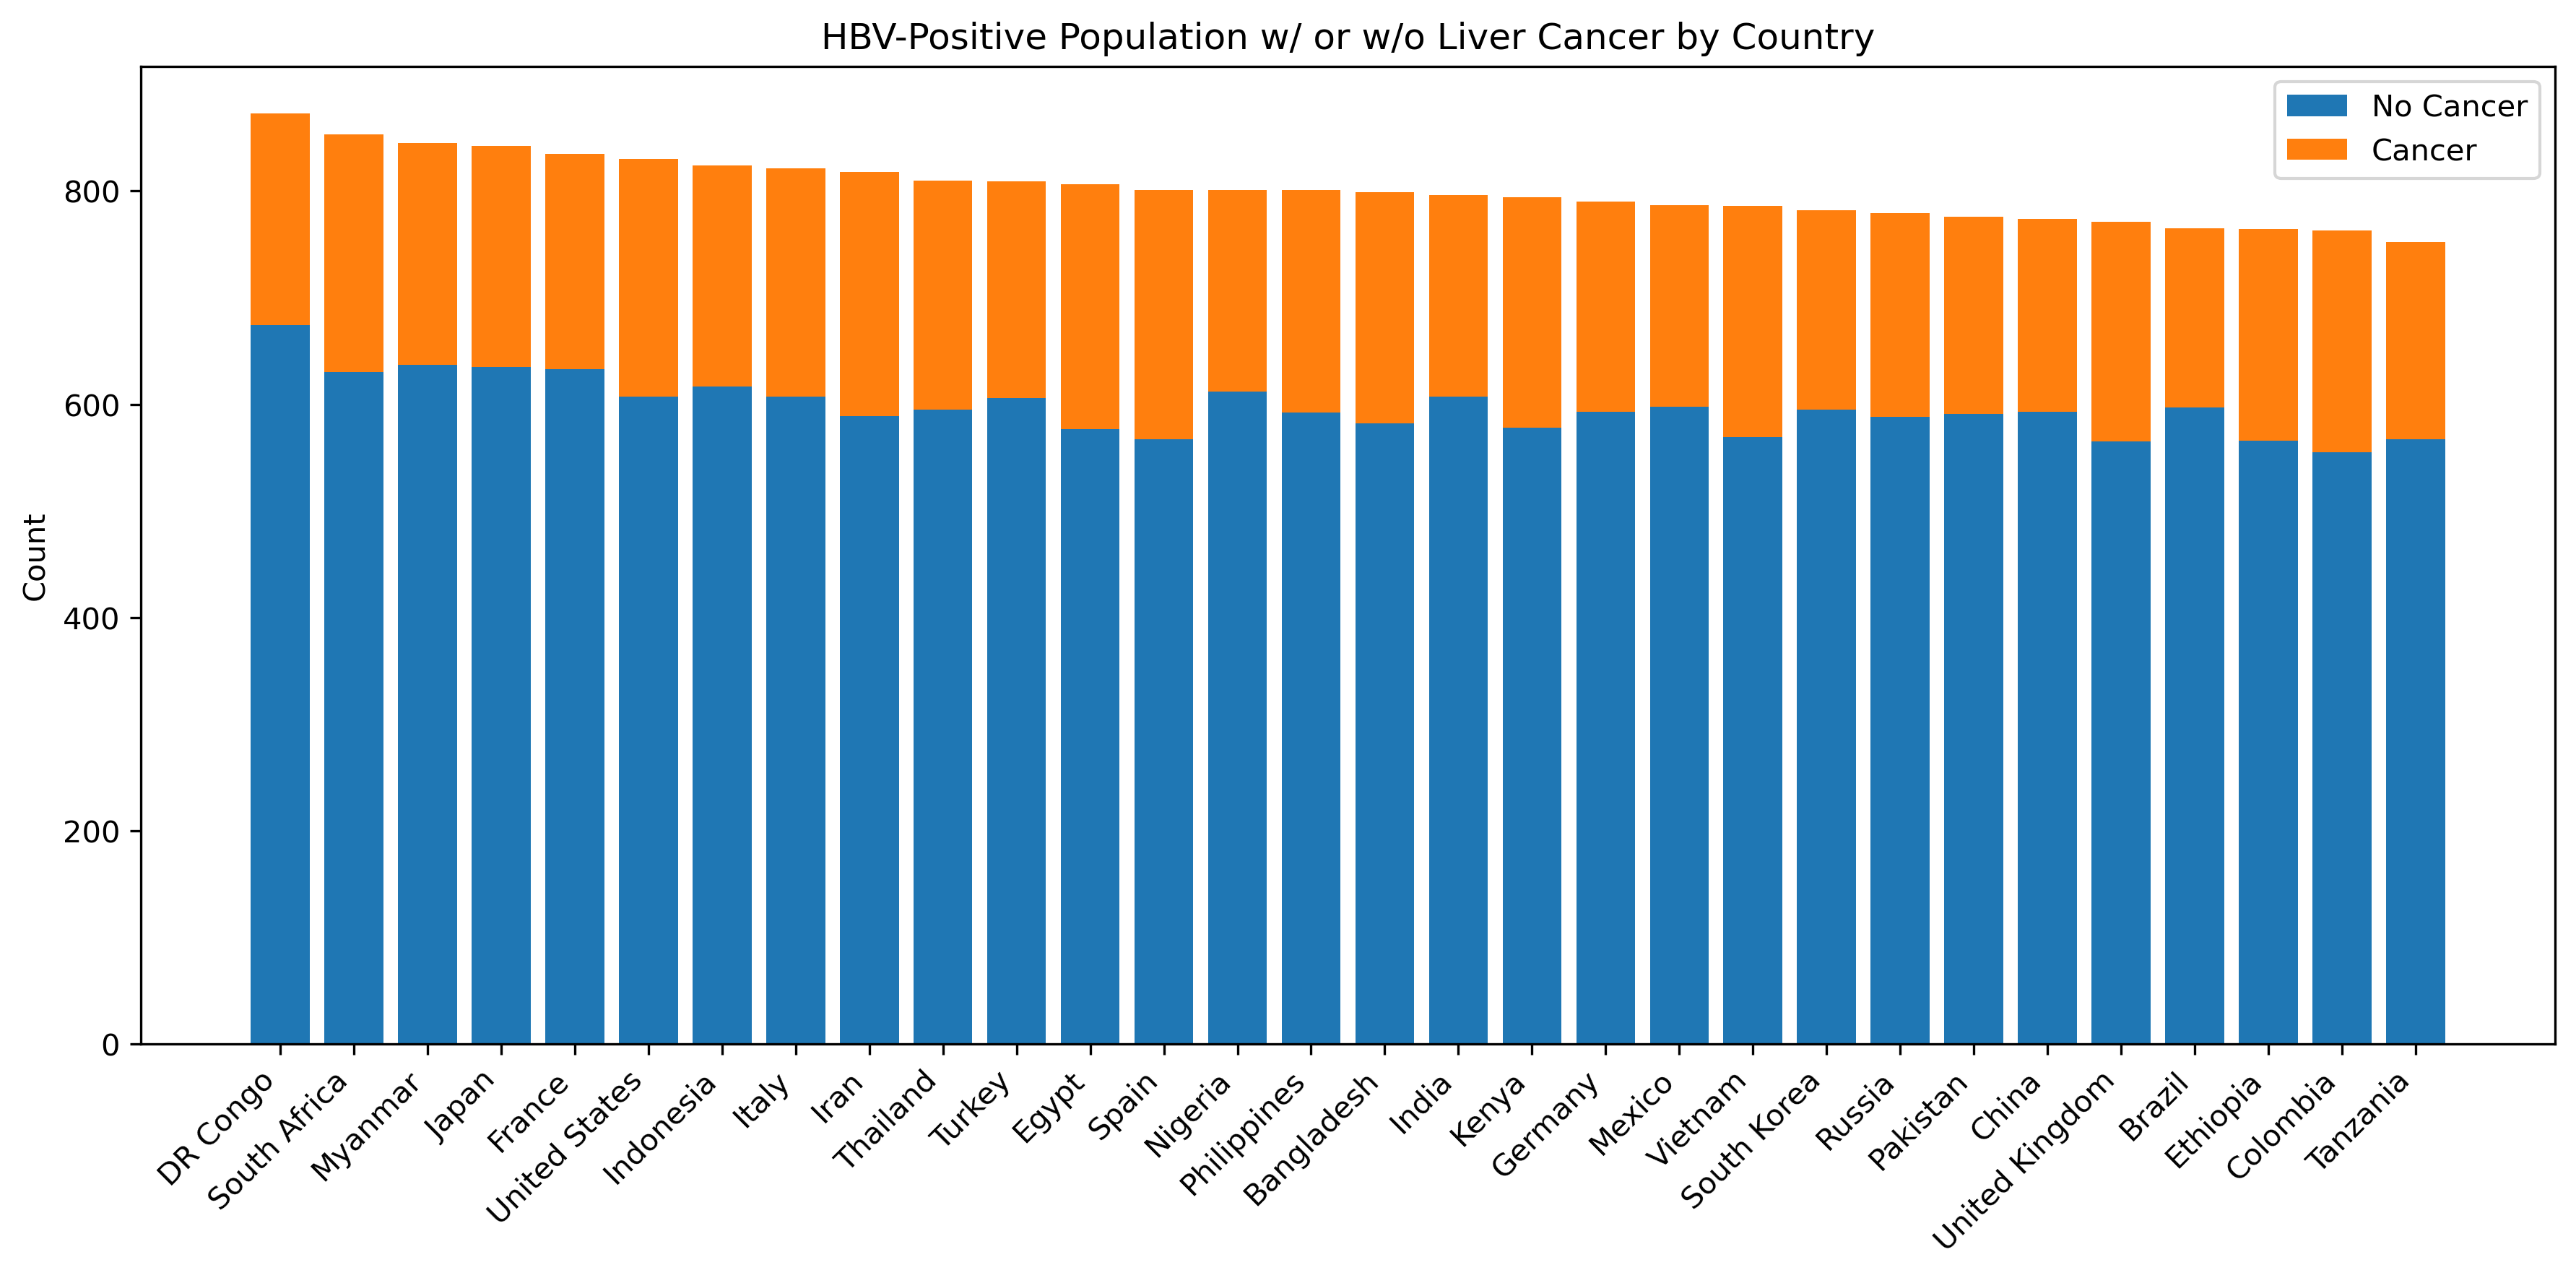 HBV-Positive Population w/ or w/o Liver Cancer by Country
No Cancer
Cancer
Count
800
600
400
200
0
DR Congo
South Africa
Myanmar
Japan
France
United States
Indonesia
Italy
Iran
Thailand
Turkey
Egypt
Spain
Nigeria
Philippines
Bangladesh
India
Kenya
Germany
Mexico
Vietnam
South Korea
Russia
Pakistan
China
United Kingdom
Brazil
Ethiopia
Colombia
Tanzania